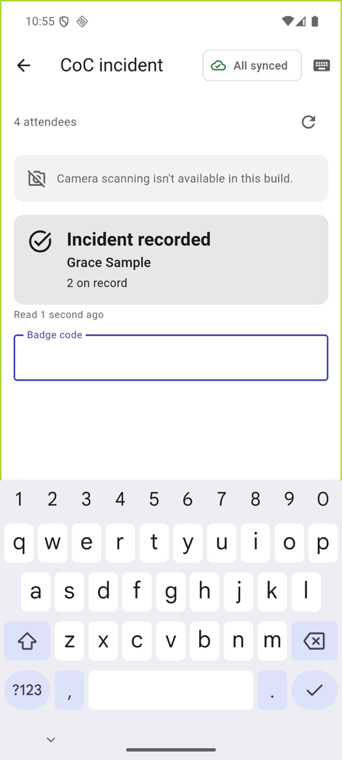 10:55
CoC incident
All synced
4 attendees
Camera scanning isn't available in this build.
Incident recorded
Grace Sample
2 on record
Read 1 second ago
Badge code
1 2 3 4 5 6 7 8 9 0
q w e r t y u i o p
a s d f g h j k l
z x c v b n m
?123 , .